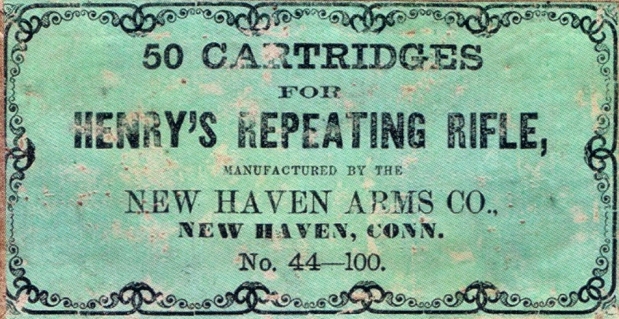 50 CARTRIDGES
FOR
HENRY'S REPEATING RIFLE,
MANUFACTURED BY THE
NEW HAVEN ARMS CO.,
NEW HAVEN, CONN.
No. 44—100.